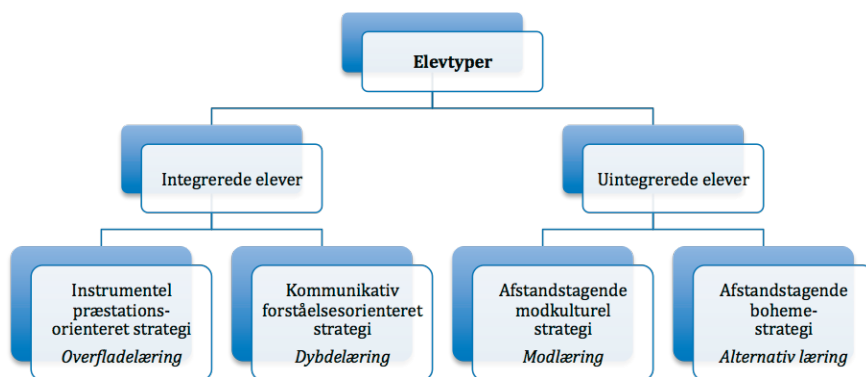 Elevtyper
Integrerede elever
Uintegrerede elever
Instrumentel
præstations-
orienteret strategi
Overfladelæring
Kommunikativ
forståelsesorienteret
strategi
Dybdelæring
Afstandstagende
modkulturel
strategi
Modlæring
Afstandstagende
boheme-
strategi
Alternativ læring